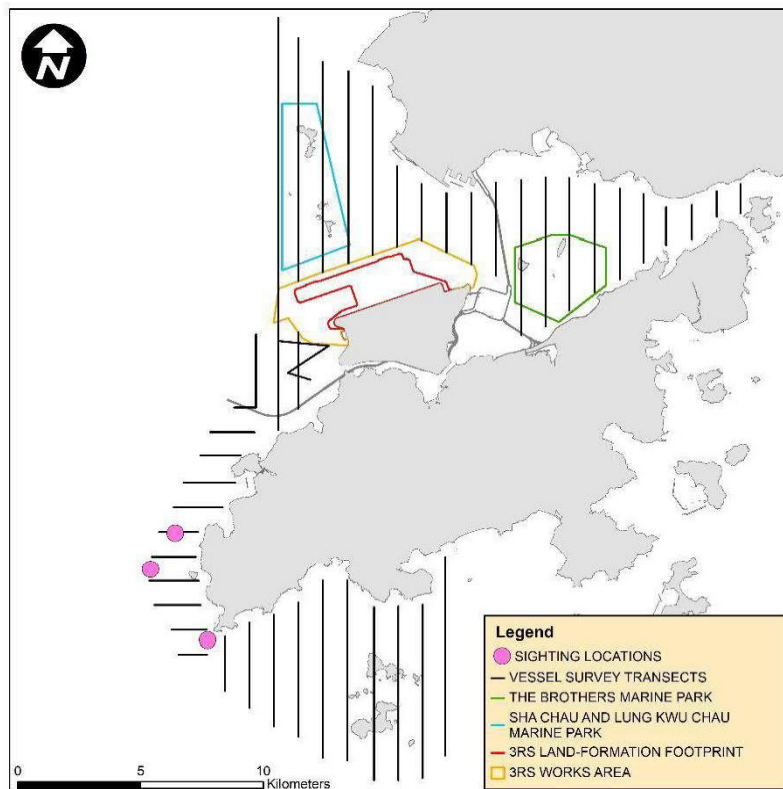 N
Legend
SIGHTING LOCATIONS
VESSEL SURVEY TRANSECTS
THE BROTHERS MARINE PARK
SHA CHAU AND LUNG KWU CHAU
MARINE PARK
3RS LAND-FORMATION FOOTPRINT
3RS WORKS AREA
0 5 10
Kilometers